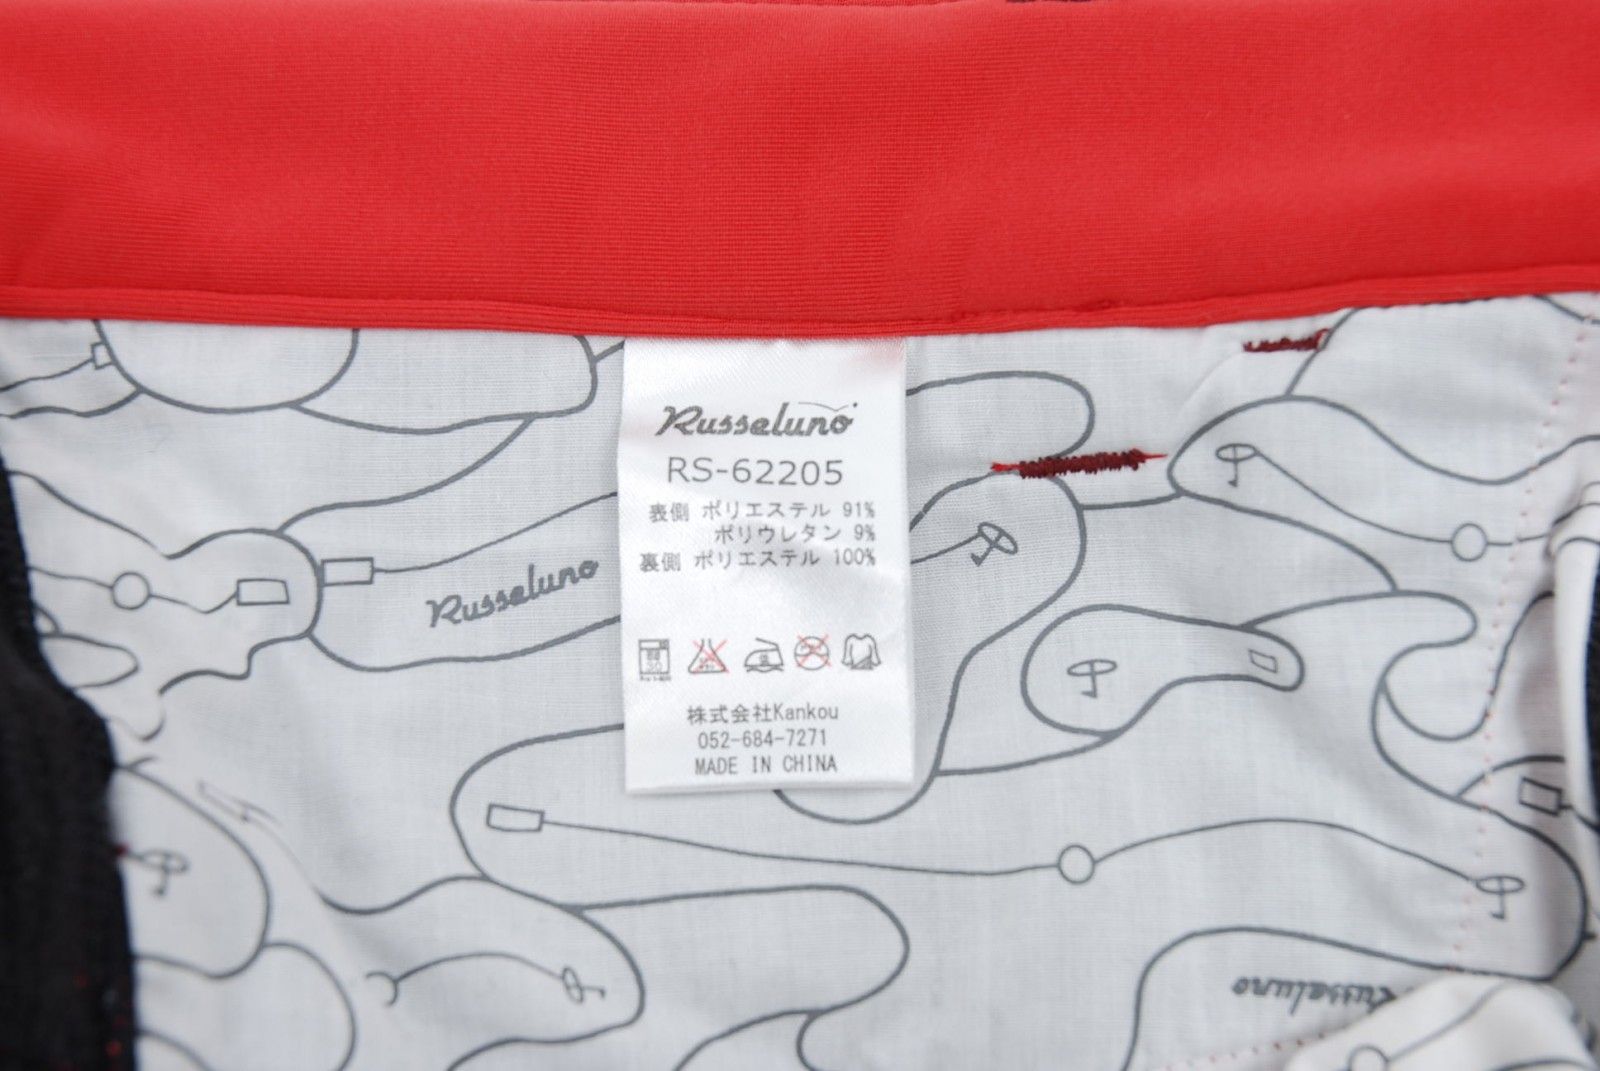 Russeluno
RS-62205
表側 ポリエステル 91%
ポリウレタン 9%
裏側 ポリエステル 100%
株式会社Kankou
052-684-7271
MADE IN CHINA
Russeluno
Russeluno